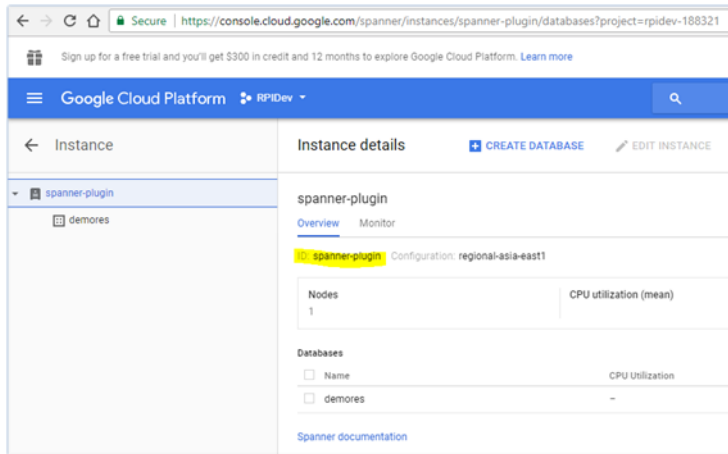 Secure | https://console.cloud.google.com/spanner/instances/spanner-plugin/databases?project=rpidev-188321
Sign up for a free trial and you'll get $300 in credit and 12 months to explore Google Cloud Platform. Learn more
Google Cloud Platform RPIDev
Instance
Instance details CREATE DATABASE EDIT INSTANCE
spanner-plugin
demores
spanner-plugin
Overview Monitor
ID: spanner-plugin Configuration: regional-asia-east1
Nodes CPU utilization (mean)
1
Databases
Name CPU Utilization
demores –
Spanner documentation